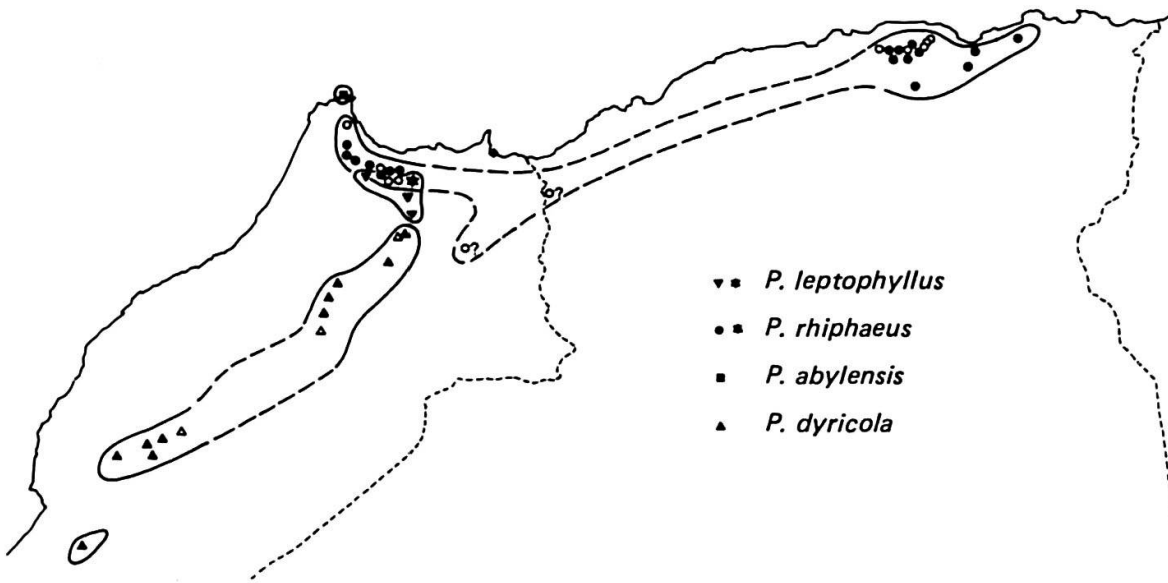 ?
?
P. leptophyllus
P. rhiphaeus
P. abylensis
P. dyricola